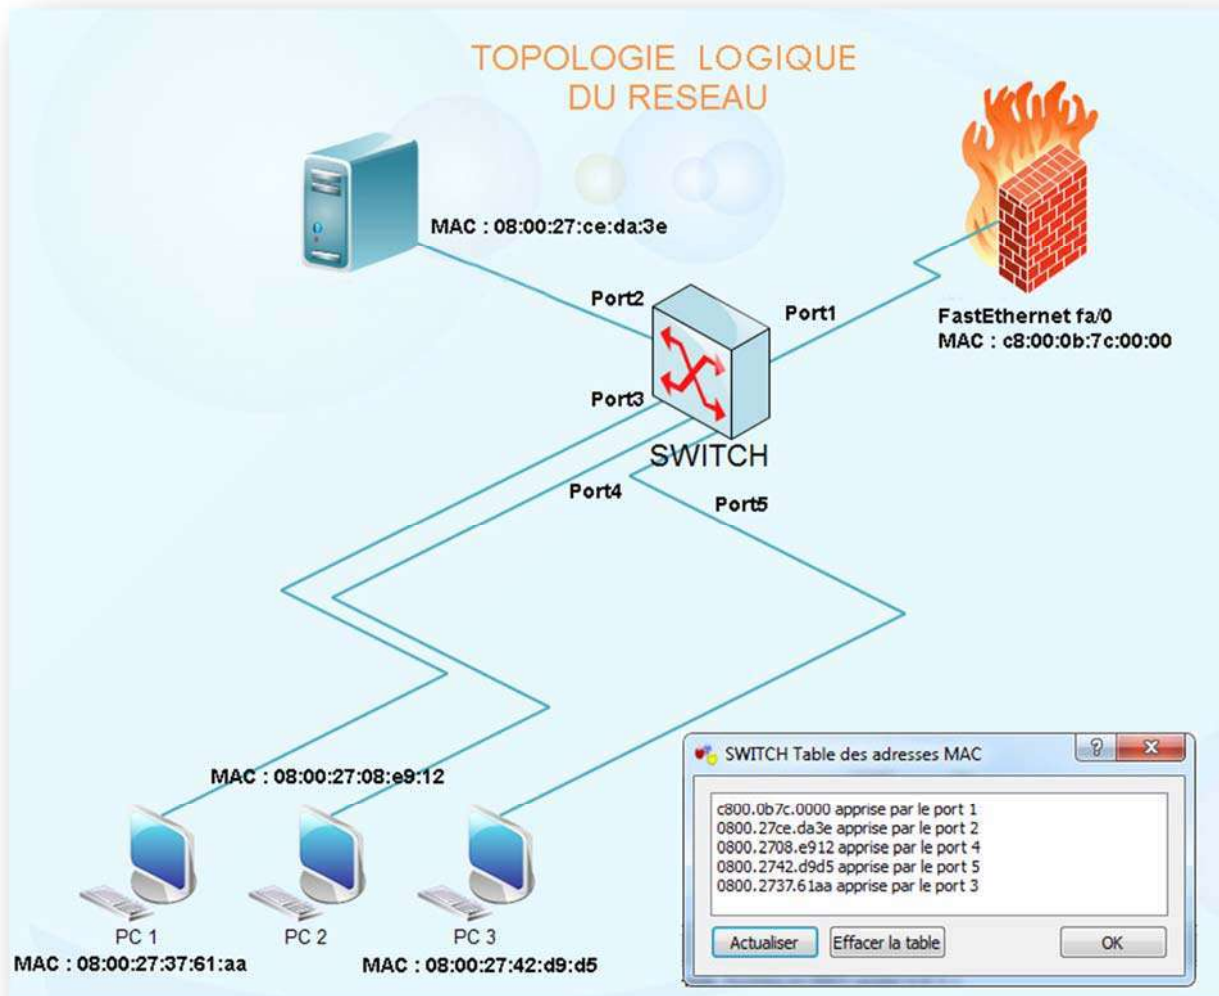 TOPOLOGIE LOGIQUE
DU RESEAU
MAC : 08:00:27:ce:da:3e
Port2
Port1
FastEthernet fa/0
MAC : c8:00:0b:7c:00:00
Port3
SWITCH
Port4
Port5
MAC : 08:00:27:08:e9:12
PC 1
PC 2
PC 3
MAC : 08:00:27:37:61:aa
MAC : 08:00:27:42:d9:d5
SWITCH Table des adresses MAC
?
c800.0b7c.0000 apprise par le port 1
0800.27ce.da3e apprise par le port 2
0800.2708.e912 apprise par le port 4
0800.2742.d9d5 apprise par le port 5
0800.2737.61aa apprise par le port 3
Actualiser
Effacer la table
OK